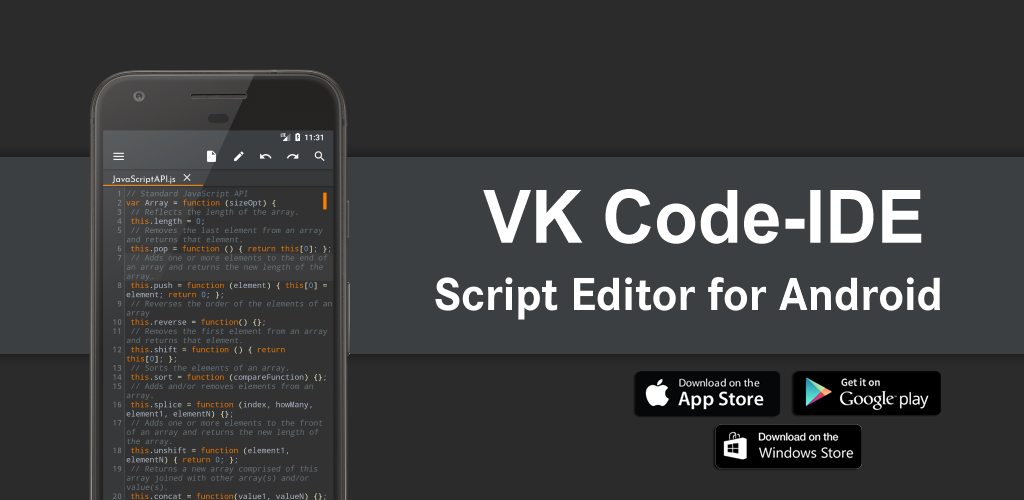 11:31
JavaScriptAPI.js
1 // Standard JavaScript API
2 var Array = function (sizeOpt) {
3 // Reflects the length of the array.
4 this.length = 0;
5 // Removes the last element from an array
and returns that element.
6 this.pop = function () { return this[0]; };
7 // Adds one or more elements to the end of
an array and returns the new length of the
array.
8 this.push = function (element) { this[0] =
element; return 0; };
9 // Reverses the order of the elements of an
array
10 this.reverse = function() {};
11 // Removes the first element from an array
and returns that element.
12 this.shift = function () { return
this[0]; };
13 // Sorts the elements of an array.
14 this.sort = function (compareFunction) {};
15 // Adds and/or removes elements from an
array.
16 this.splice = function (index, howMany,
element1, elementN) {};
17 // Adds one or more elements to the front
of an array and returns the new length of
the array.
18 this.unshift = function (element1,
elementN) { return 0; };
19 // Returns a new array comprised of this
array joined with other array(s) and/or
value(s).
20 this.concat = function(value1, valueN) {};
VK Code-IDE
Script Editor for Android
Download on the
App Store
Get it on
Google play
Download on the
Windows Store